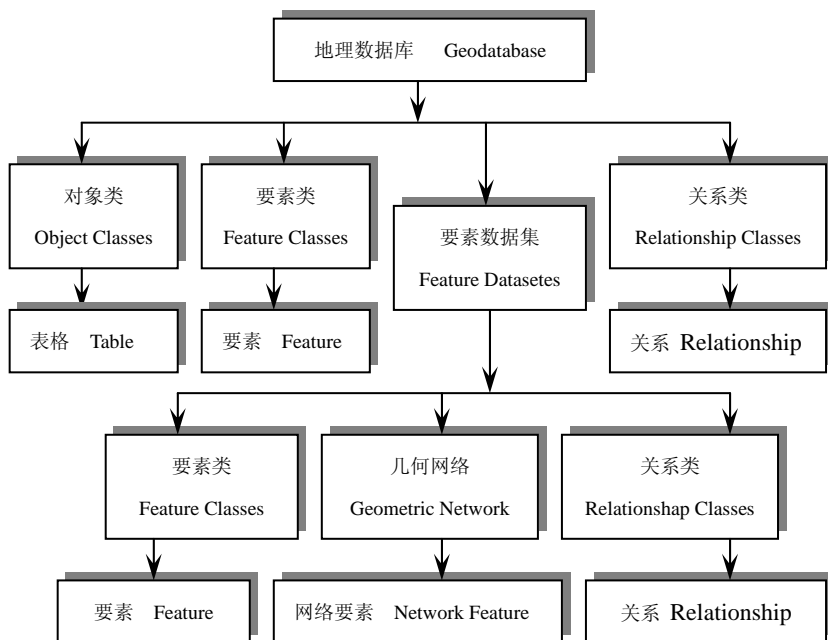 地理数据库 Geodatabase
对象类
Object Classes
要素类
Feature Classes
要素数据集
Feature Datasetes
关系类
Relationship Classes
表格 Table
要素 Feature
关系 Relationship
要素类
Feature Classes
几何网络
Geometric Network
关系类
Relationshap Classes
要素 Feature
网络要素 Network Feature
关系 Relationship